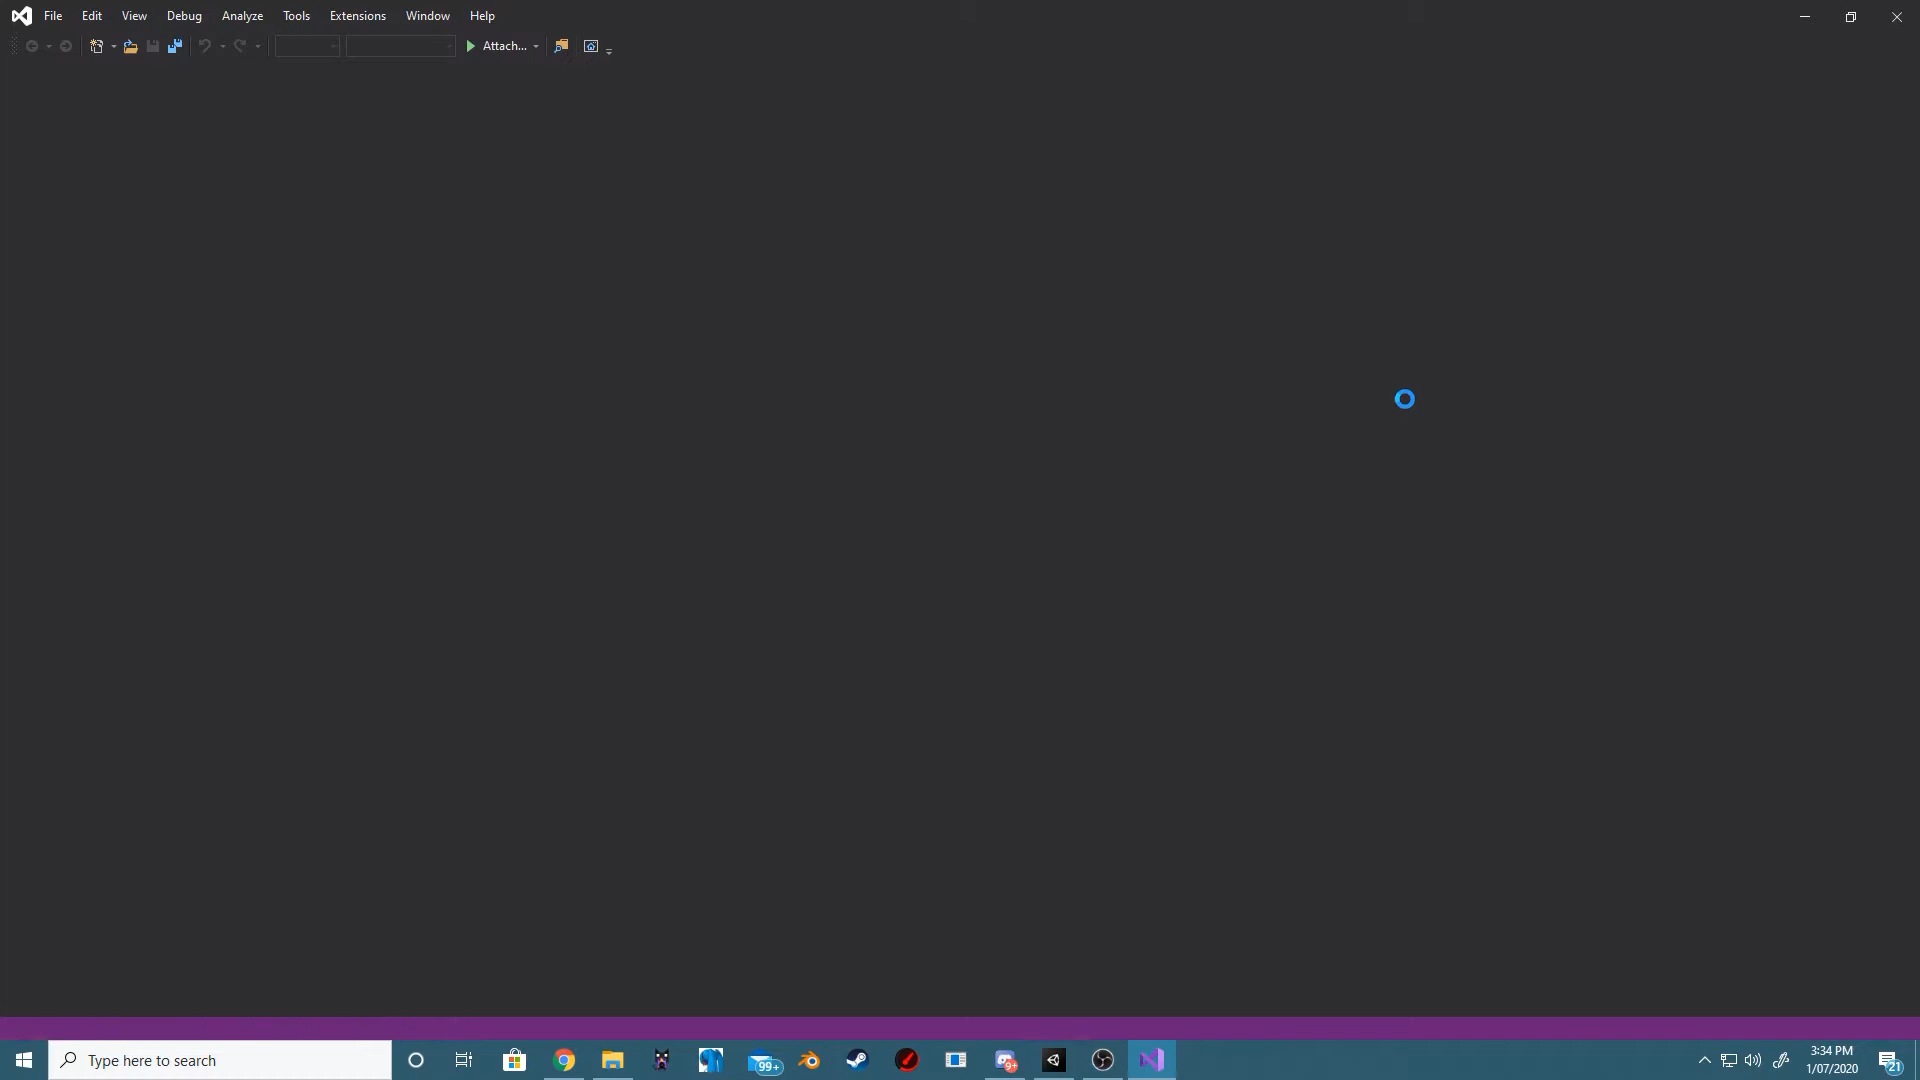 File Edit View Debug Analyze Tools Extensions Window Help
Attach...
Type here to search
99+
9+
3:34 PM
1/07/2020
21